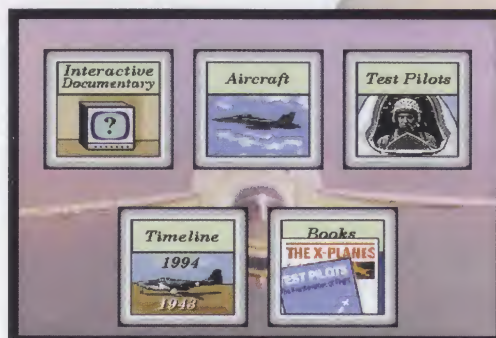 Interactive
Documentary
?
Aircraft
Test Pilots
Timeline
1994
1943
Books
THE X-PLANES
TEST PILOTS